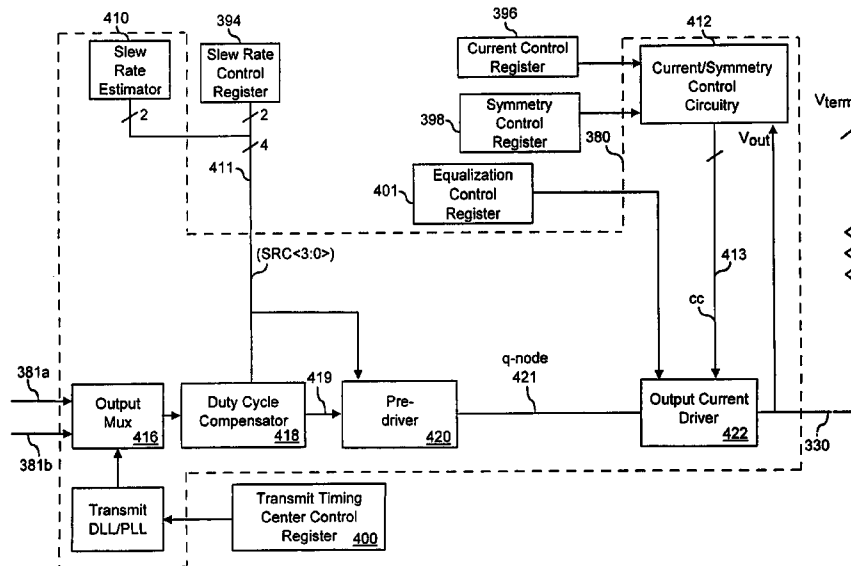 410
394
396
412
Slew
Rate
Estimator
Slew Rate
Control
Register
Current Control
Register
Current/Symmetry
Control
Circuitry
2
2
4
411
398
Symmetry
Control
Register
380
Vout
Vterm
401
Equalization
Control
Register
(SRC<3:0>)
413
cc
381a
381b
Output
Mux
416
Duty Cycle
Compensator
418
419
Pre-
driver
420
q-node
421
Output Current
Driver
422
330
Transmit
DLL/PLL
Transmit Timing
Center Control
Register 400